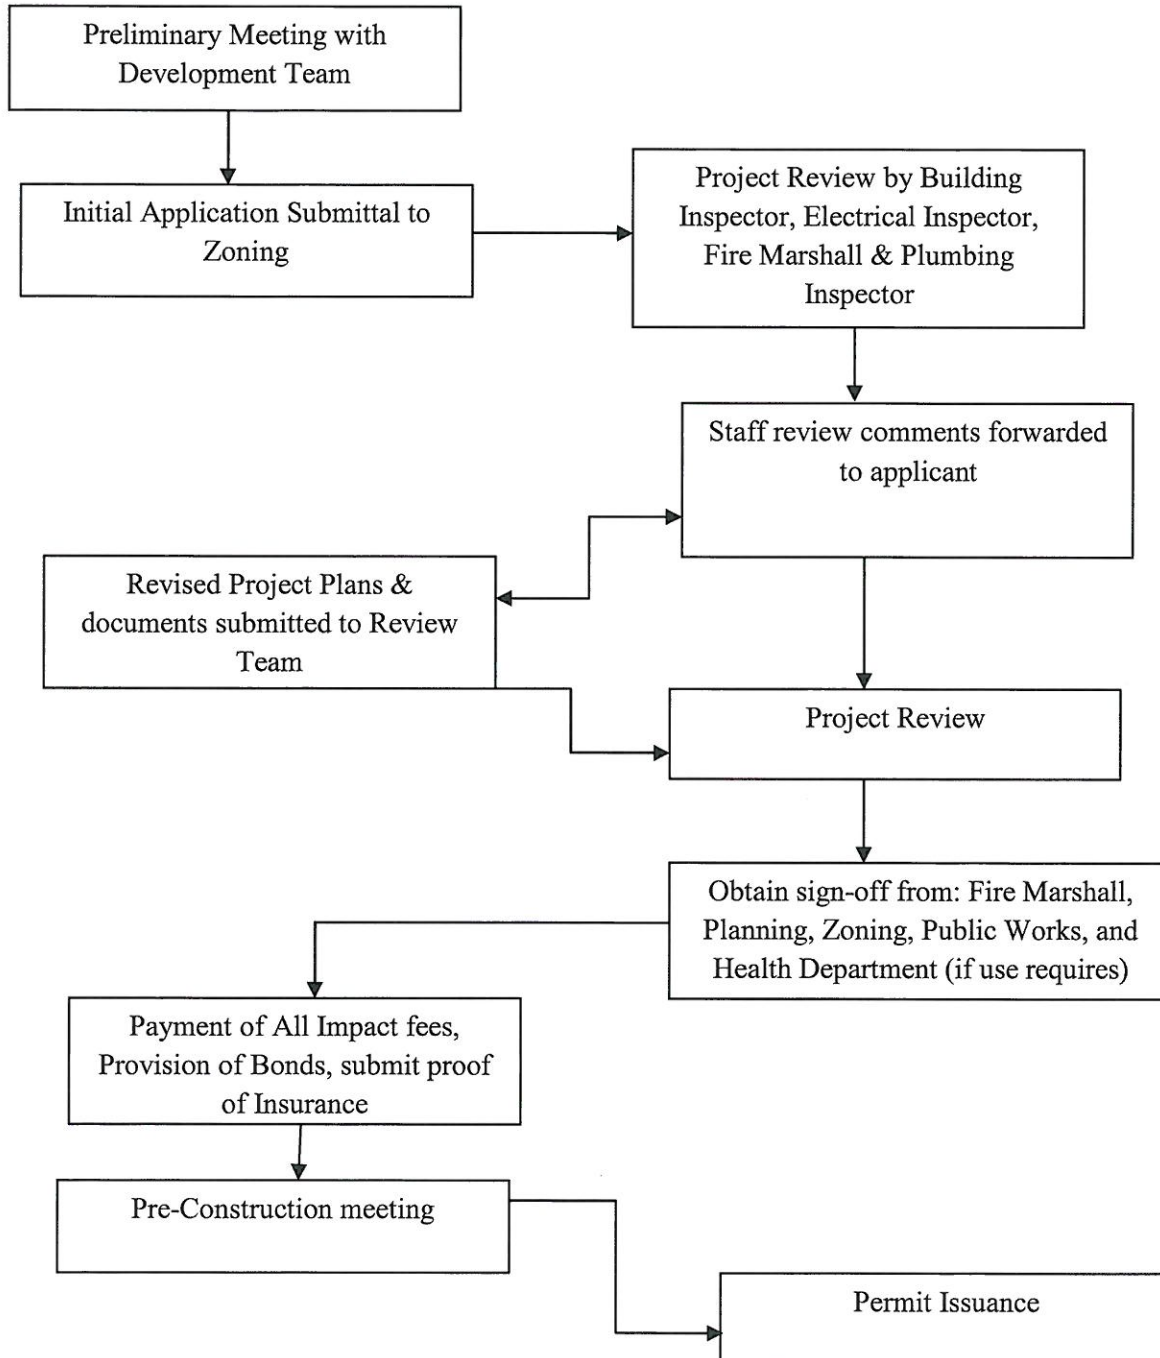 Preliminary Meeting with
Development Team
Initial Application Submittal to
Zoning
Project Review by Building
Inspector, Electrical Inspector,
Fire Marshall & Plumbing
Inspector
Staff review comments forwarded
to applicant
Revised Project Plans &
documents submitted to Review
Team
Project Review
Obtain sign-off from: Fire Marshall,
Planning, Zoning, Public Works, and
Health Department (if use requires)
Payment of All Impact fees,
Provision of Bonds, submit proof
of Insurance
Pre-Construction meeting
Permit Issuance